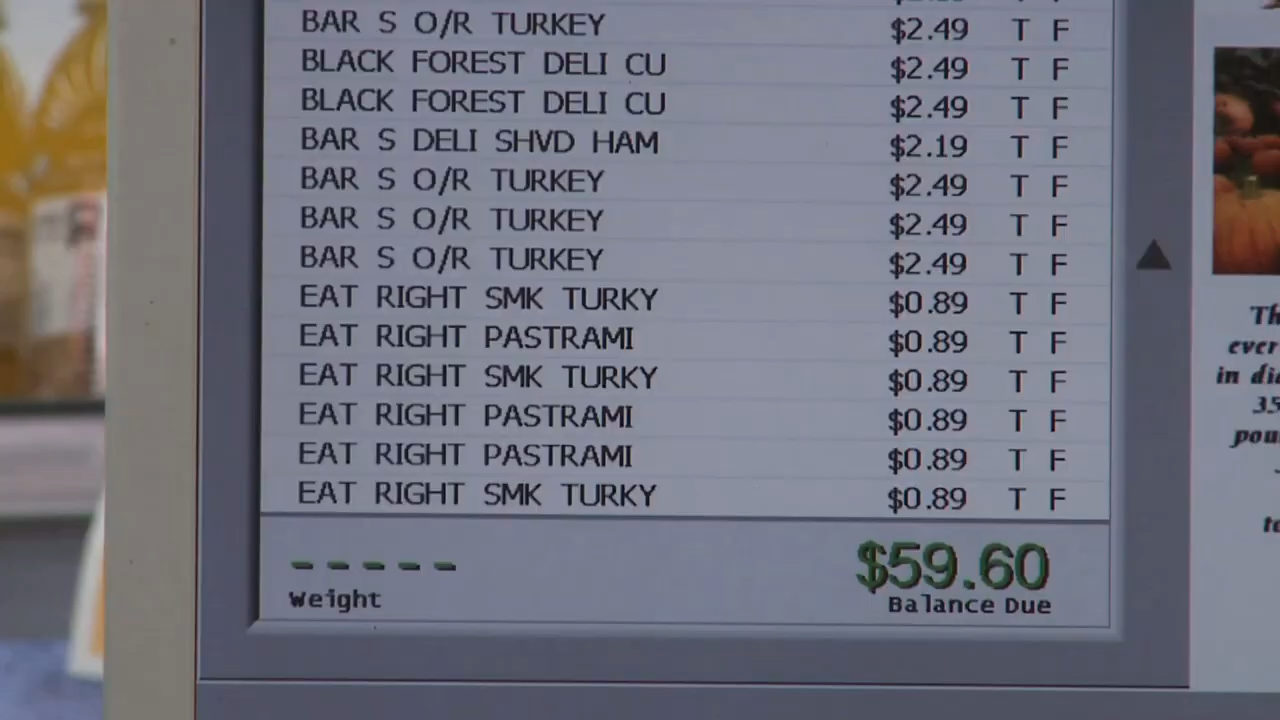 BAR S O/R TURKEY $2.49 T F
BLACK FOREST DELI CU $2.49 T F
BLACK FOREST DELI CU $2.49 T F
BAR S DELI SHVD HAM $2.19 T F
BAR S O/R TURKEY $2.49 T F
BAR S O/R TURKEY $2.49 T F
BAR S O/R TURKEY $2.49 T F
EAT RIGHT SMK TURKY $0.89 T F
EAT RIGHT PASTRAMI $0.89 T F
EAT RIGHT SMK TURKY $0.89 T F
EAT RIGHT PASTRAMI $0.89 T F
EAT RIGHT PASTRAMI $0.89 T F
EAT RIGHT SMK TURKY $0.89 T F
----- $59.60
Weight Balance Due
ever
in